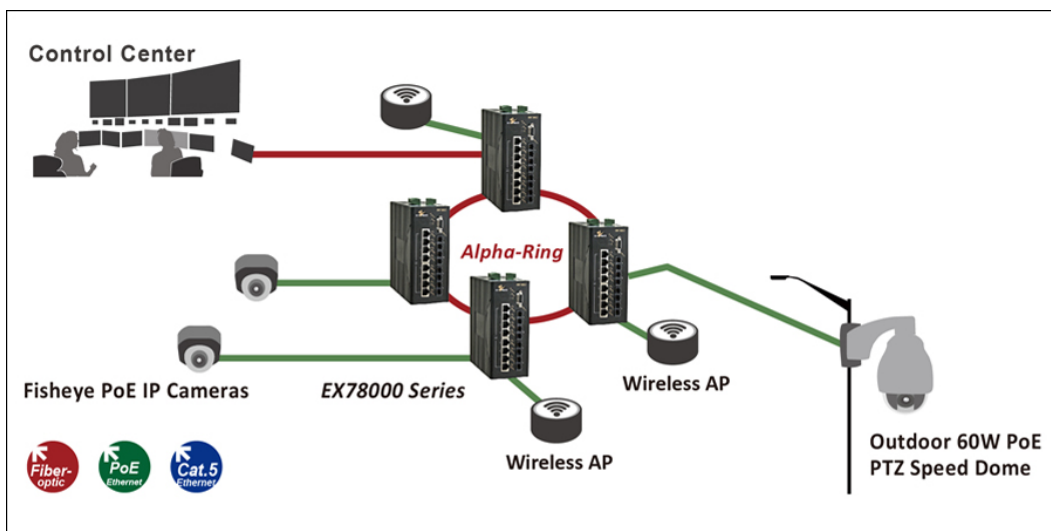 Control Center
Alpha-Ring
Wireless AP
Fisheye PoE IP Cameras
EX78000 Series
Wireless AP
Outdoor 60W PoE
PTZ Speed Dome
Fiber-
optic
PoE
Ethernet
Cat.5
Ethernet